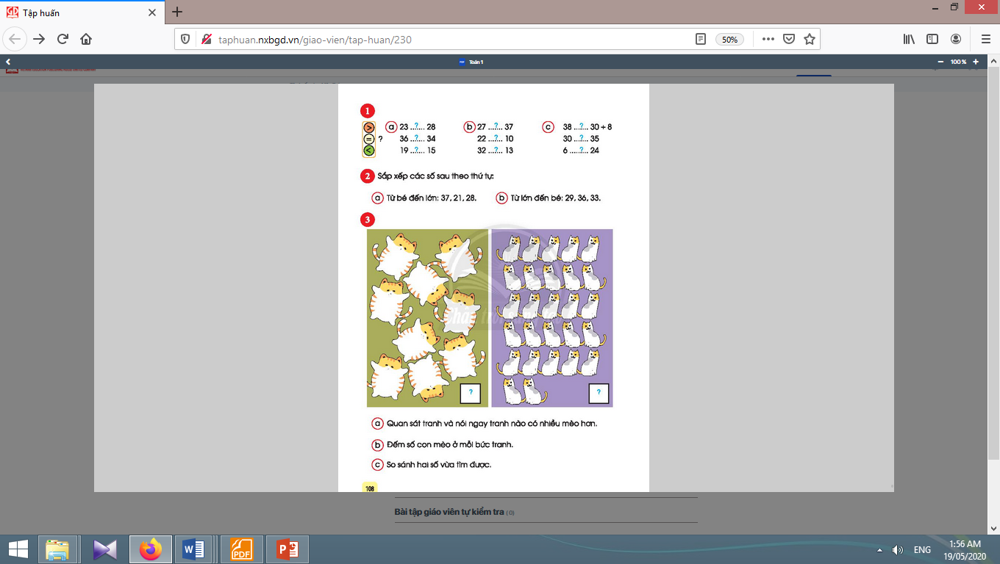 Tập huấn
taphuan.nxbgd.vn/giao-vien/tap-huan/230
50%
Toán 1
100 %
1
> = < ?
a 23 ...?... 28
36 ...?... 34
19 ...?... 15
b 27 ...?... 37
22 ...?... 10
32 ...?... 13
c 38 ...?... 30 + 8
30 ...?... 35
6 .....?... 24
2 Sắp xếp các số sau theo thứ tự:
a Từ bé đến lớn: 37, 21, 28.
b Từ lớn đến bé: 29, 36, 33.
3
Chân trời sáng tạo
?
?
a Quan sát tranh và nói ngay tranh nào có nhiều mèo hơn.
b Đếm số con mèo ở mỗi bức tranh.
c So sánh hai số vừa tìm được.
108
Bài tập giáo viên tự kiểm tra (0)
PDF
ENG
1:56 AM
19/05/2020